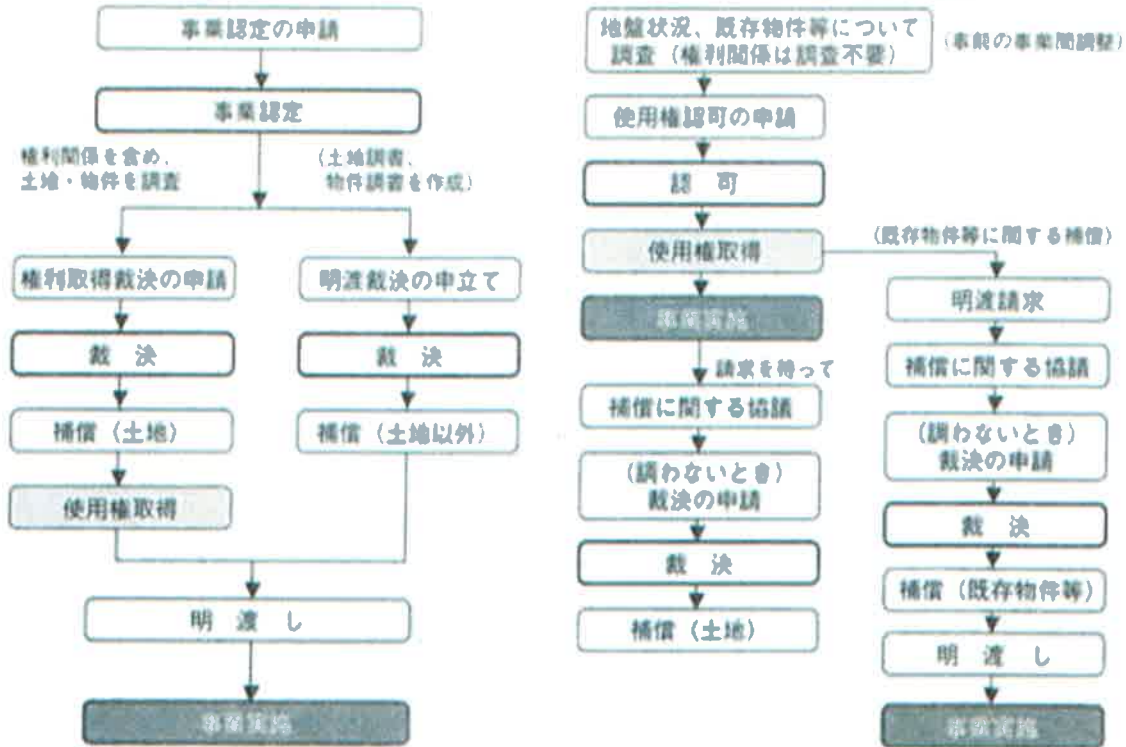 事業認定の申請
事業認定
権利関係を含め、
土地・物件を調査
(土地調書、
物件調書を作成)
権利取得裁決の申請
明渡裁決の申立て
裁 決
裁 決
補償 (土地)
補償 (土地以外)
使用権取得
明 渡 し
事業実施
地盤状況、既存物件等について
調査 (権利関係は調査不要)
(事前の事業間調整)
使用権認可の申請
認 可
使用権取得
(既存物件等に関する補償)
事業実施
請求を待って
補償に関する協議
(調わないとき)
裁決の申請
裁 決
補償 (土地)
明渡請求
補償に関する協議
(調わないとき)
裁決の申請
裁 決
補償 (既存物件等)
明 渡 し
事業実施